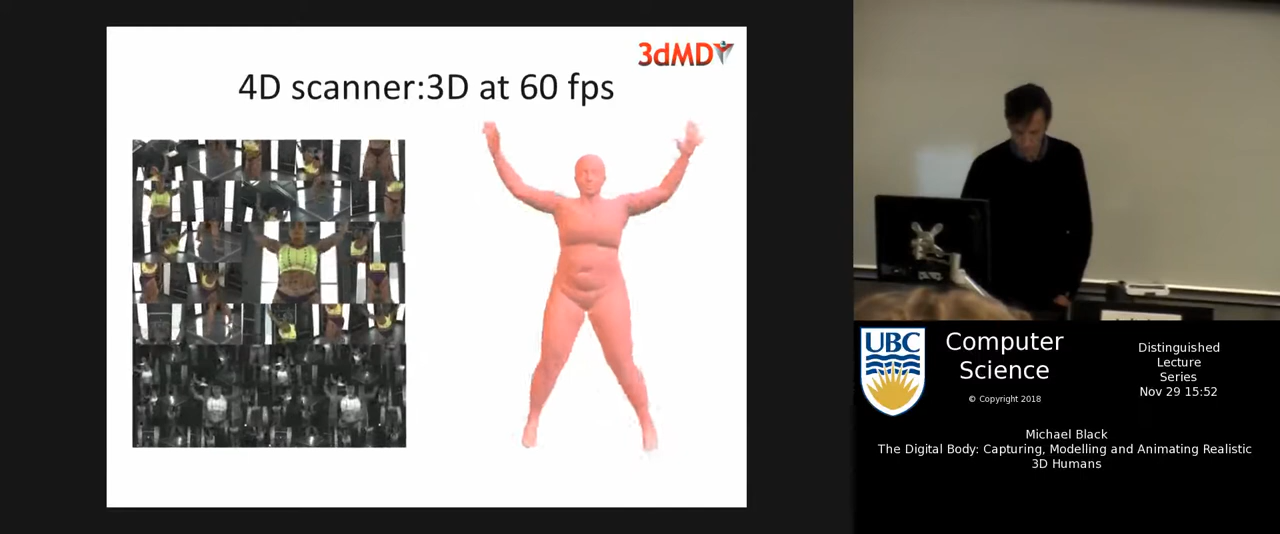 3dMD
4D scanner:3D at 60 fps
UBC
Computer
Science
© Copyright 2018
Distinguished
Lecture
Series
Nov 29 15:52
Michael Black
The Digital Body: Capturing, Modelling and Animating Realistic
3D Humans